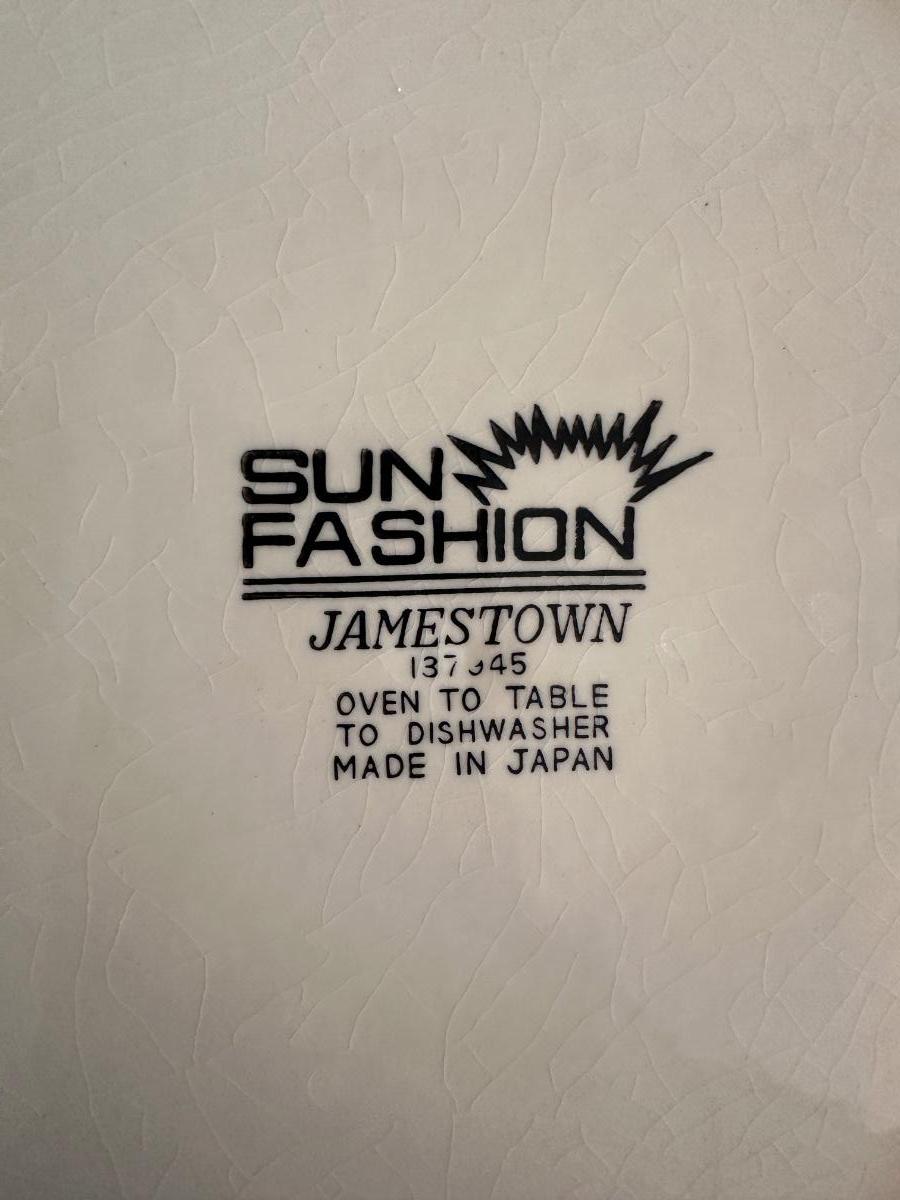 SUN
FASHION
JAMESTOWN
OVEN TO TABLE
TO DISHWASHER
MADE IN JAPAN